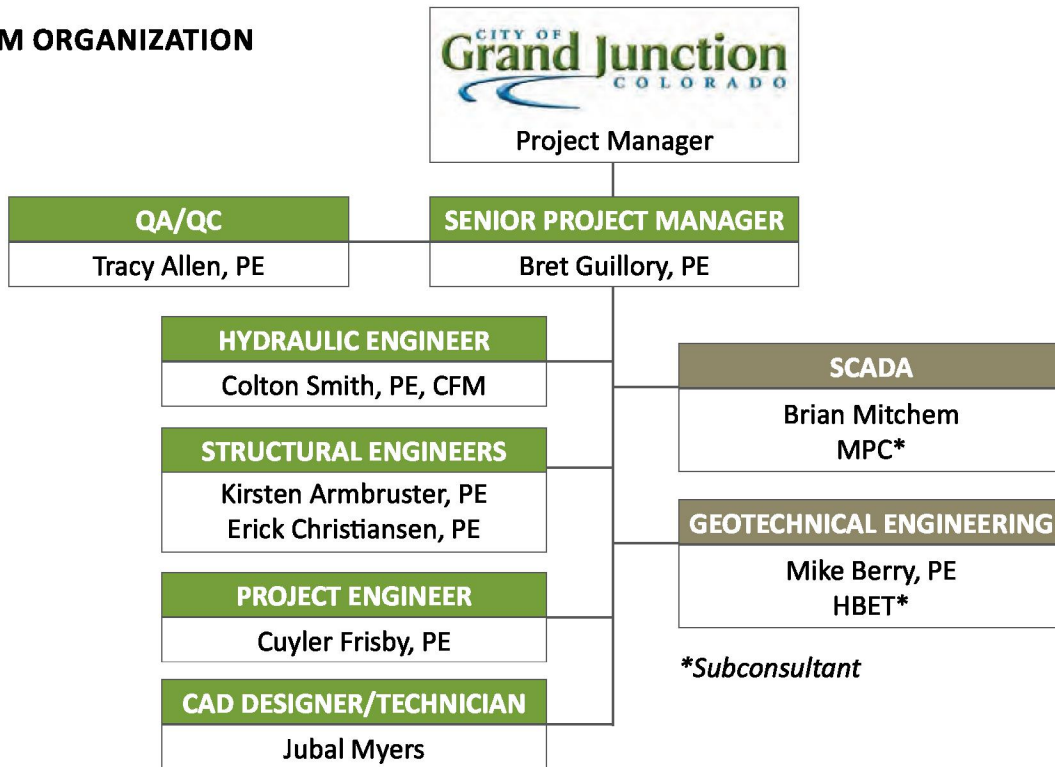 M ORGANIZATION
CITY OF
Grand Junction
COLORADO
Project Manager
QA/QC
Tracy Allen, PE
SENIOR PROJECT MANAGER
Bret Guillory, PE
HYDRAULIC ENGINEER
Colton Smith, PE, CFM
STRUCTURAL ENGINEERS
Kirsten Armbruster, PE
Erick Christiansen, PE
PROJECT ENGINEER
Cuyler Frisby, PE
CAD DESIGNER/TECHNICIAN
Jubal Myers
SCADA
Brian Mitchem
MPC*
GEOTECHNICAL ENGINEERING
Mike Berry, PE
HBET*
*Subconsultant